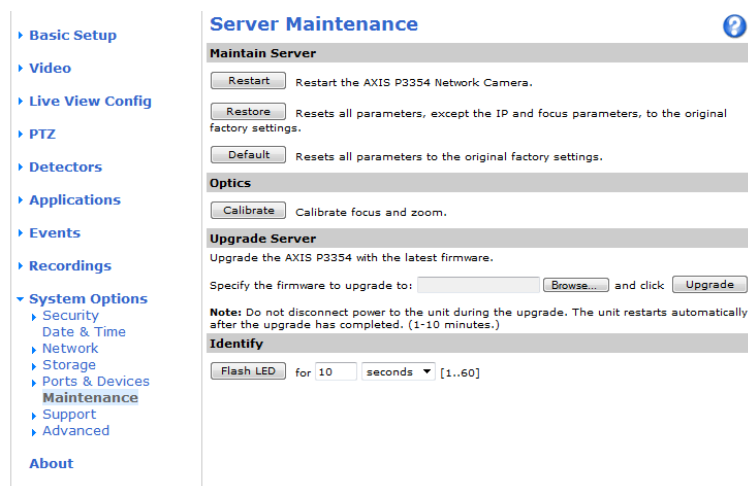 Basic Setup
Video
Live View Config
PTZ
Detectors
Applications
Events
Recordings
System Options
Security
Date & Time
Network
Storage
Ports & Devices
Maintenance
Support
Advanced
About
Server Maintenance
?
Maintain Server
Restart Restart the AXIS P3354 Network Camera.
Restore Resets all parameters, except the IP and focus parameters, to the original
factory settings.
Default Resets all parameters to the original factory settings.
Optics
Calibrate Calibrate focus and zoom.
Upgrade Server
Upgrade the AXIS P3354 with the latest firmware.
Specify the firmware to upgrade to: Browse... and click Upgrade
Note: Do not disconnect power to the unit during the upgrade. The unit restarts automatically
after the upgrade has completed. (1-10 minutes.)
Identify
Flash LED for 10 seconds [1..60]